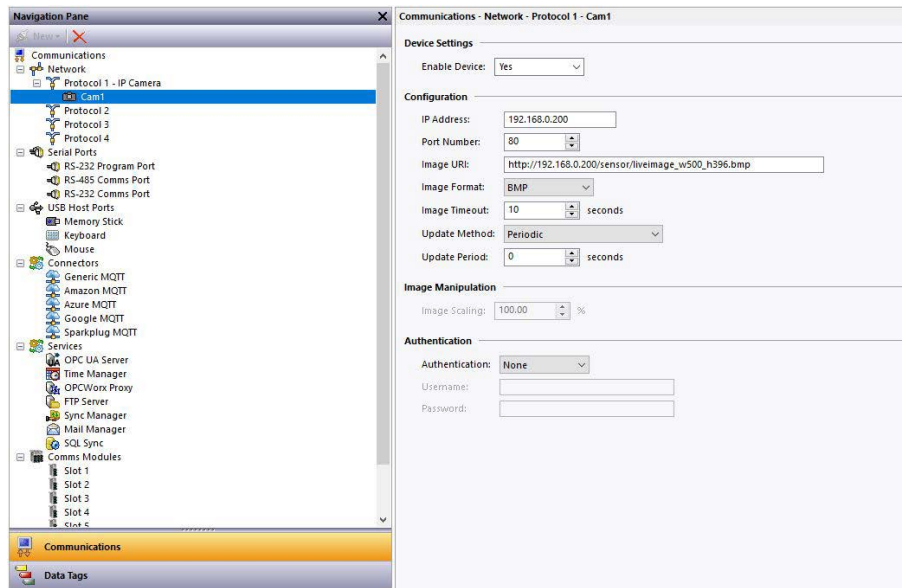 Navigation Pane
New
Communications
Network
Protocol 1 - IP Camera
Cam1
Protocol 2
Protocol 3
Protocol 4
Serial Ports
RS-232 Program Port
RS-485 Comms Port
RS-232 Comms Port
USB Host Ports
Memory Stick
Keyboard
Mouse
Connectors
Generic MQTT
Amazon MQTT
Azure MQTT
Google MQTT
Sparkplug MQTT
Services
OPC UA Server
Time Manager
OPCWorx Proxy
FTP Server
Sync Manager
Mail Manager
SQL Sync
Comms Modules
Slot 1
Slot 2
Slot 3
Slot 4
Slot 5
Communications
Data Tags
Communications - Network - Protocol 1 - Cam1
Device Settings
Enable Device: Yes
Configuration
IP Address: 192.168.0.200
Port Number: 80
Image URI: http://192.168.0.200/sensor/liveimage_w500_h396.bmp
Image Format: BMP
Image Timeout: 10 seconds
Update Method: Periodic
Update Period: 0 seconds
Image Manipulation
Image Scaling: 100.00 %
Authentication
Authentication: None
Username:
Password: